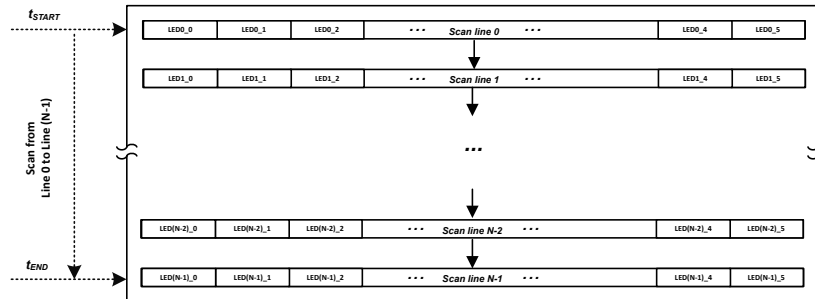 t_START
LED0_0 LED0_1 LED0_2 ··· Scan line 0 ··· LED0_4 LED0_5
LED1_0 LED1_1 LED1_2 ··· Scan line 1 ··· LED1_4 LED1_5
Scan from
Line 0 to Line (N-1)
···
LED(N-2)_0 LED(N-2)_1 LED(N-2)_2 ··· Scan line N-2 ··· LED(N-2)_4 LED(N-2)_5
t_END
LED(N-1)_0 LED(N-1)_1 LED(N-1)_2 ··· Scan line N-1 ··· LED(N-1)_4 LED(N-1)_5